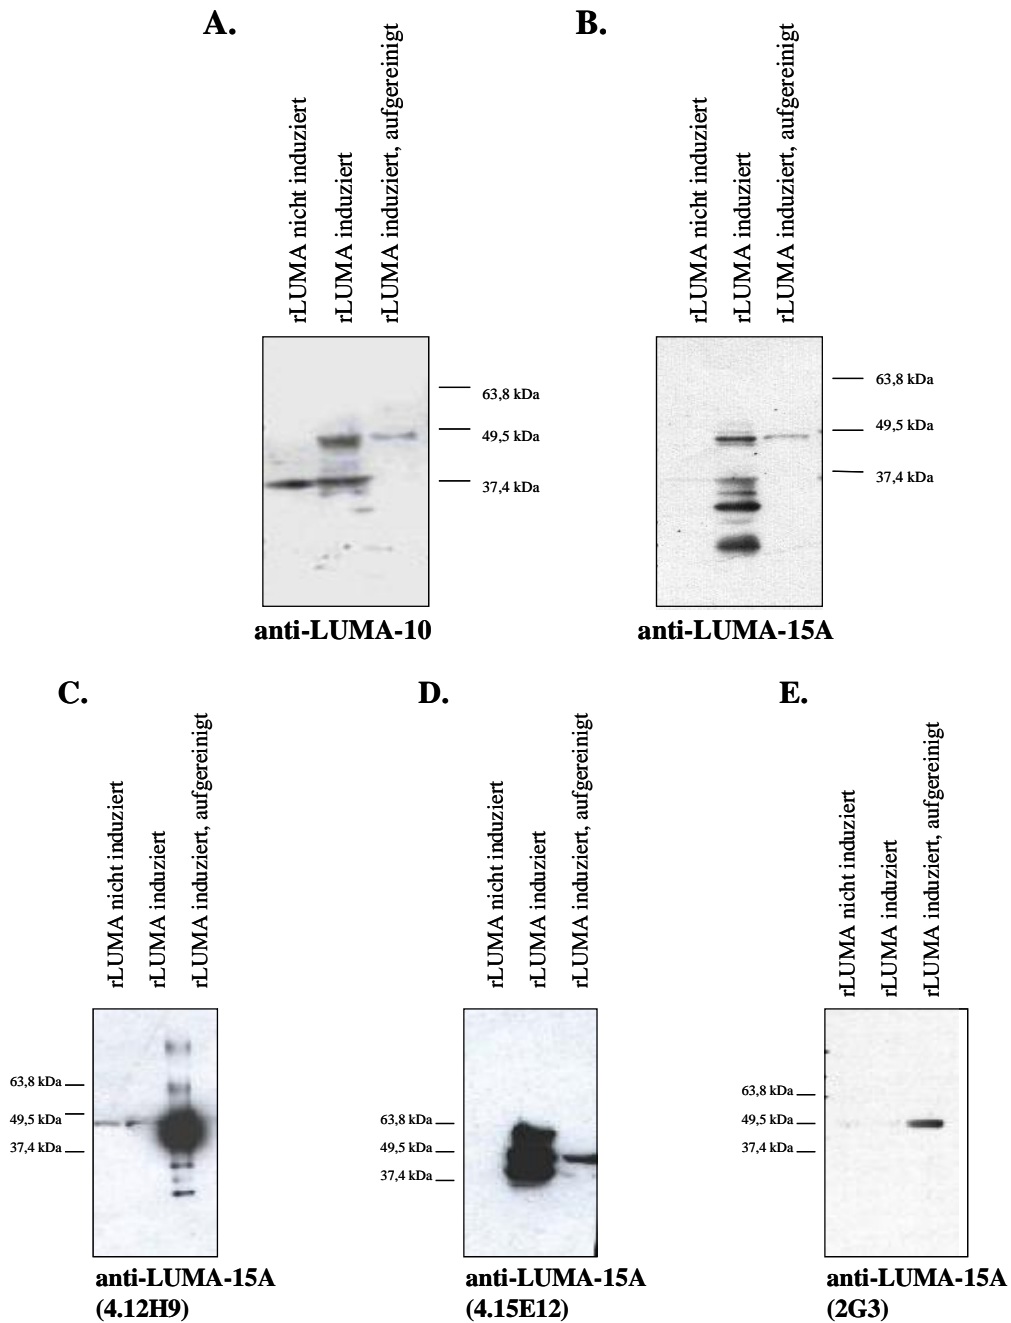 A.
rLUMA nicht induziert
rLUMA induziert
rLUMA induziert, aufgereinigt
63,8 kDa
49,5 kDa
37,4 kDa
anti-LUMA-10
B.
rLUMA nicht induziert
rLUMA induziert
rLUMA induziert, aufgereinigt
63,8 kDa
49,5 kDa
37,4 kDa
anti-LUMA-15A
C.
rLUMA nicht induziert
rLUMA induziert
rLUMA induziert, aufgereinigt
63,8 kDa
49,5 kDa
37,4 kDa
anti-LUMA-15A
(4.12H9)
D.
rLUMA nicht induziert
rLUMA induziert
rLUMA induziert, aufgereinigt
63,8 kDa
49,5 kDa
37,4 kDa
anti-LUMA-15A
(4.15E12)
E.
rLUMA nicht induziert
rLUMA induziert
rLUMA induziert, aufgereinigt
63,8 kDa
49,5 kDa
37,4 kDa
anti-LUMA-15A
(2G3)